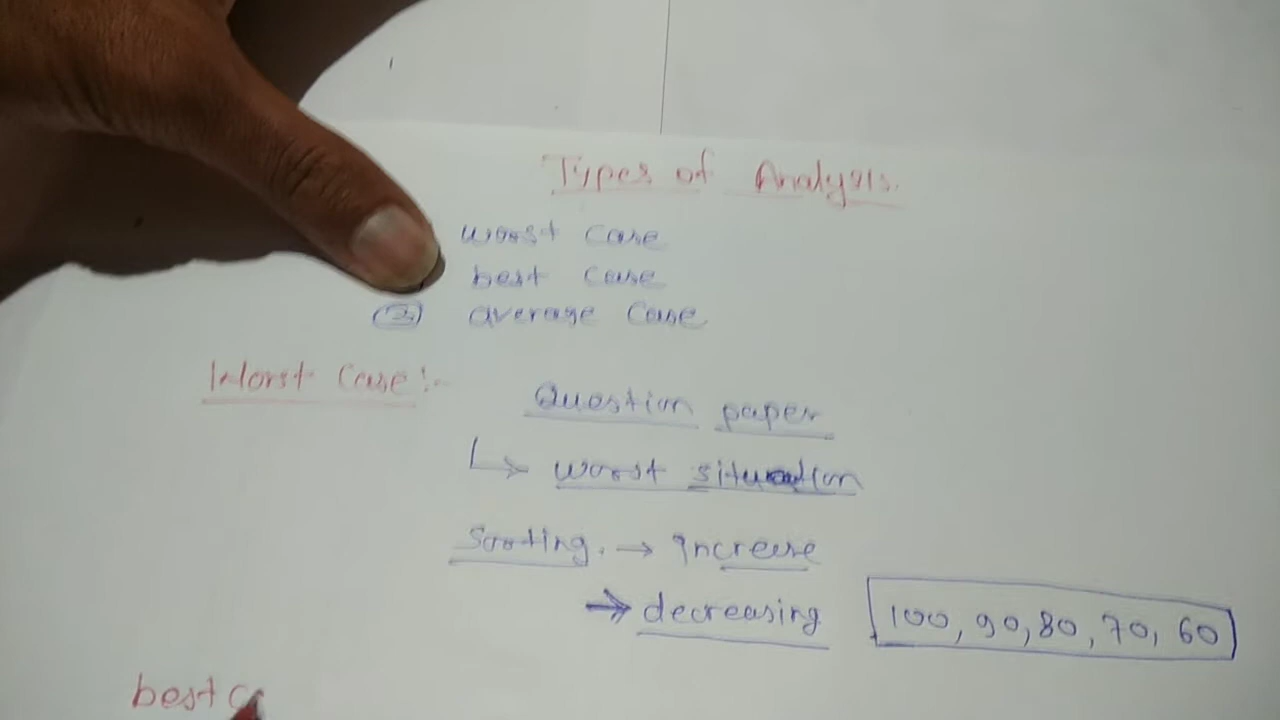 Types of Analysis.
worst case
best case
(3) average case
Worst case:-
Question paper
worst situation
Sorting. → increase
→ decreasing 100, 90, 80, 70, 60
best c